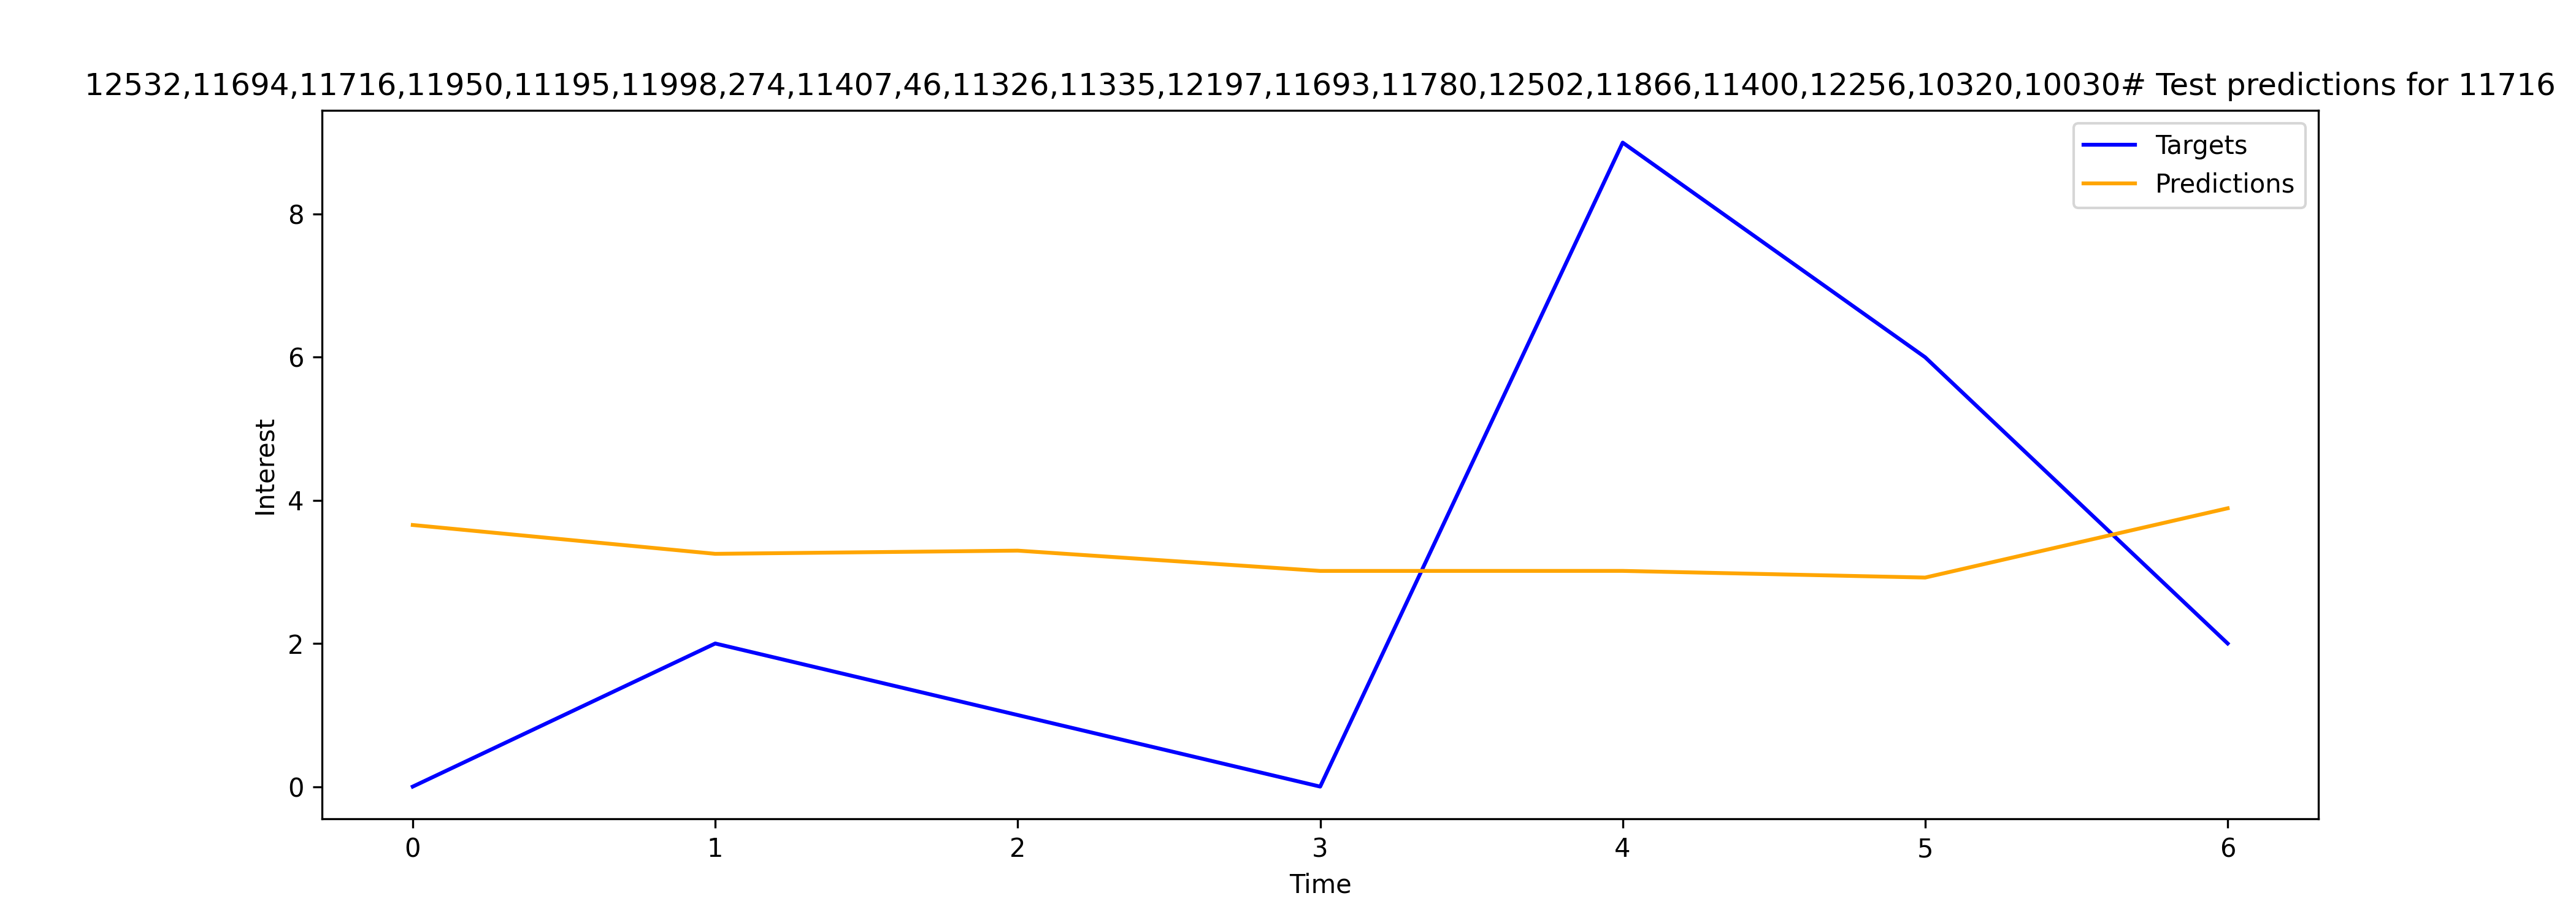 12532,11694,11716,11950,11195,11998,274,11407,46,11326,11335,12197,11693,11780,12502,11866,11400,12256,10320,10030# Test predictions for 11716
Targets
Predictions
8
6
4
2
0
Interest
0 1 2 3 4 5 6
Time